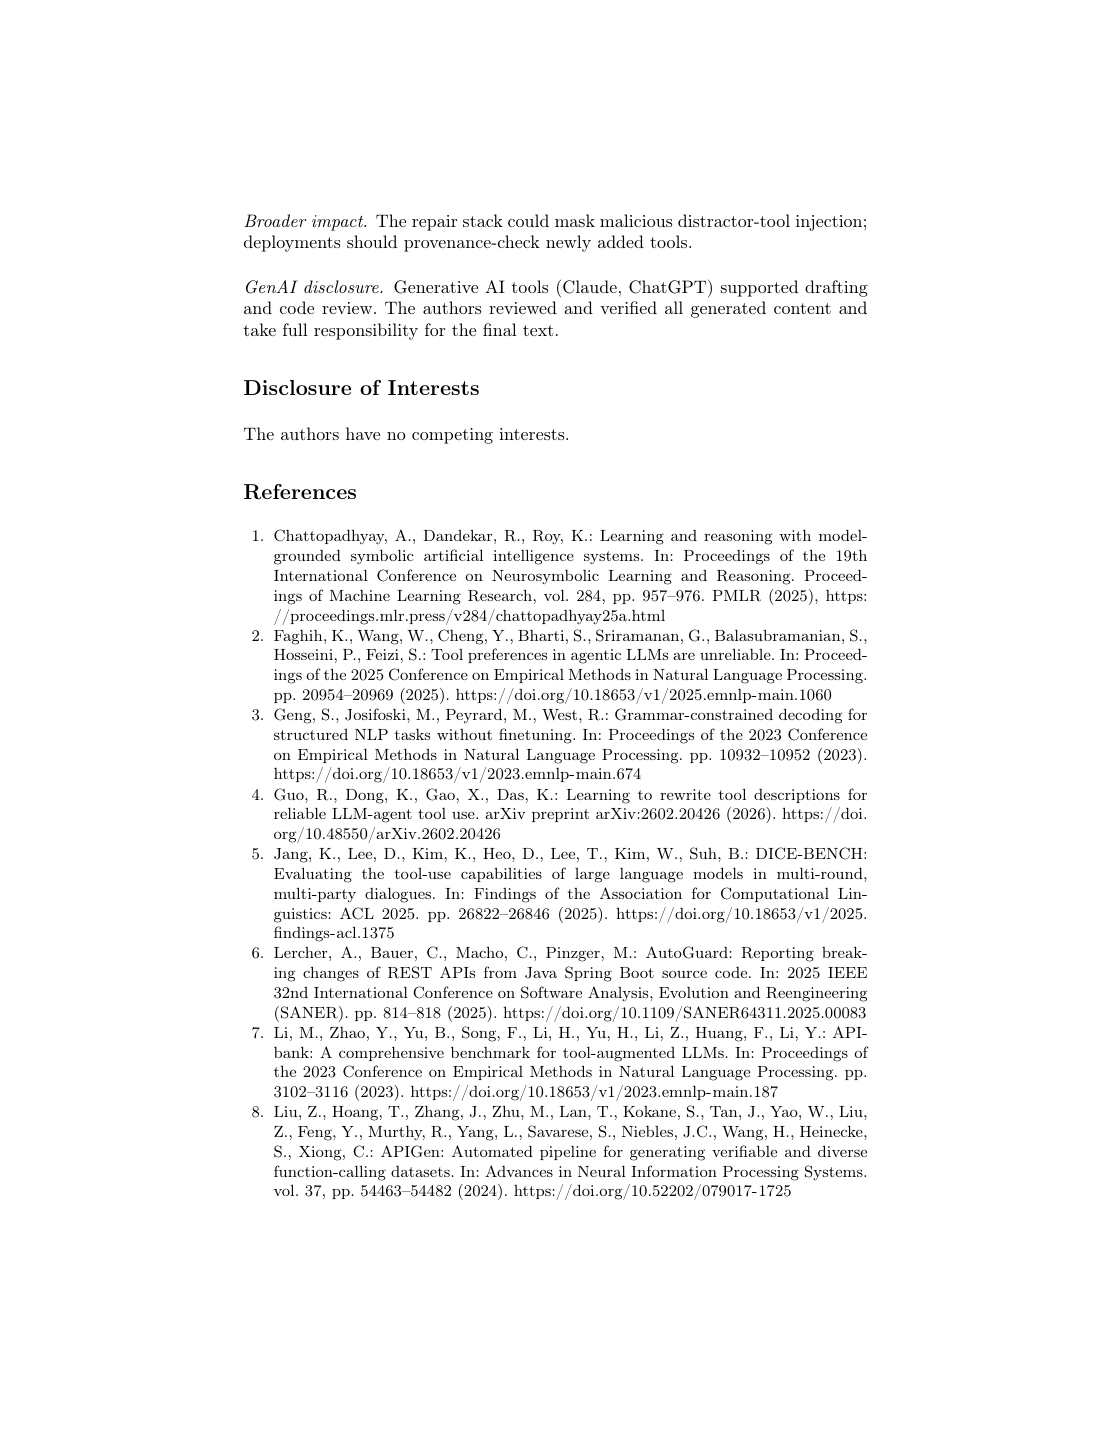 Broader impact. The repair stack could mask malicious distractor-tool injection;
deployments should provenance-check newly added tools.
GenAI disclosure. Generative AI tools (Claude, ChatGPT) supported drafting
and code review. The authors reviewed and verified all generated content and
take full responsibility for the final text.
Disclosure of Interests
The authors have no competing interests.
References
1. Chattopadhyay, A., Dandekar, R., Roy, K.: Learning and reasoning with model-
grounded symbolic artificial intelligence systems. In: Proceedings of the 19th
International Conference on Neurosymbolic Learning and Reasoning. Proceed-
ings of Machine Learning Research, vol. 284, pp. 957–976. PMLR (2025), https:
//proceedings.mlr.press/v284/chattopadhyay25a.html
2. Faghih, K., Wang, W., Cheng, Y., Bharti, S., Sriramanan, G., Balasubramanian, S.,
Hosseini, P., Feizi, S.: Tool preferences in agentic LLMs are unreliable. In: Proceed-
ings of the 2025 Conference on Empirical Methods in Natural Language Processing.
pp. 20954–20969 (2025). https://doi.org/10.18653/v1/2025.emnlp-main.1060
3. Geng, S., Josifoski, M., Peyrard, M., West, R.: Grammar-constrained decoding for
structured NLP tasks without finetuning. In: Proceedings of the 2023 Conference
on Empirical Methods in Natural Language Processing. pp. 10932–10952 (2023).
https://doi.org/10.18653/v1/2023.emnlp-main.674
4. Guo, R., Dong, K., Gao, X., Das, K.: Learning to rewrite tool descriptions for
reliable LLM-agent tool use. arXiv preprint arXiv:2602.20426 (2026). https://doi.
org/10.48550/arXiv.2602.20426
5. Jang, K., Lee, D., Kim, K., Heo, D., Lee, T., Kim, W., Suh, B.: DICE-BENCH:
Evaluating the tool-use capabilities of large language models in multi-round,
multi-party dialogues. In: Findings of the Association for Computational Lin-
guistics: ACL 2025. pp. 26822–26846 (2025). https://doi.org/10.18653/v1/2025.
findings-acl.1375
6. Lercher, A., Bauer, C., Macho, C., Pinzger, M.: AutoGuard: Reporting break-
ing changes of REST APIs from Java Spring Boot source code. In: 2025 IEEE
32nd International Conference on Software Analysis, Evolution and Reengineering
(SANER). pp. 814–818 (2025). https://doi.org/10.1109/SANER64311.2025.00083
7. Li, M., Zhao, Y., Yu, B., Song, F., Li, H., Yu, H., Li, Z., Huang, F., Li, Y.: API-
bank: A comprehensive benchmark for tool-augmented LLMs. In: Proceedings of
the 2023 Conference on Empirical Methods in Natural Language Processing. pp.
3102–3116 (2023). https://doi.org/10.18653/v1/2023.emnlp-main.187
8. Liu, Z., Hoang, T., Zhang, J., Zhu, M., Lan, T., Kokane, S., Tan, J., Yao, W., Liu,
Z., Feng, Y., Murthy, R., Yang, L., Savarese, S., Niebles, J.C., Wang, H., Heinecke,
S., Xiong, C.: APIGen: Automated pipeline for generating verifiable and diverse
function-calling datasets. In: Advances in Neural Information Processing Systems.
vol. 37, pp. 54463–54482 (2024). https://doi.org/10.52202/079017-1725